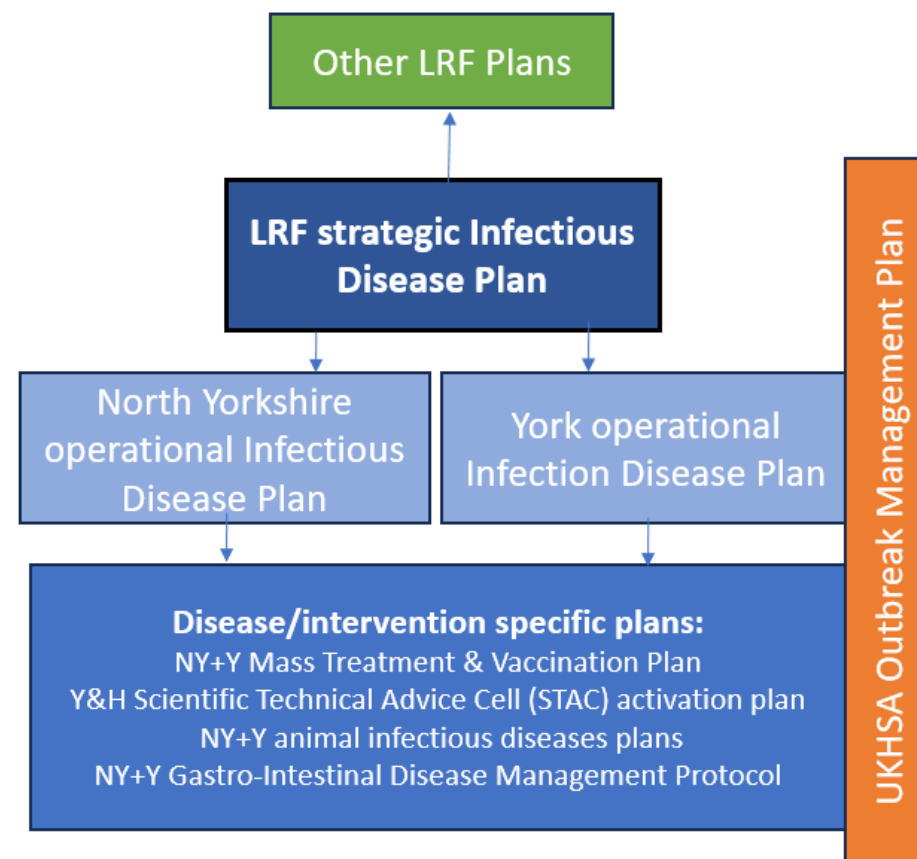 Other LRF Plans
LRF strategic Infectious
Disease Plan
North Yorkshire
operational Infectious
Disease Plan
York operational
Infection Disease Plan
Disease/intervention specific plans:
NY+Y Mass Treatment & Vaccination Plan
Y&H Scientific Technical Advice Cell (STAC) activation plan
NY+Y animal infectious diseases plans
NY+Y Gastro-Intestinal Disease Management Protocol
UKHSA Outbreak Management Plan